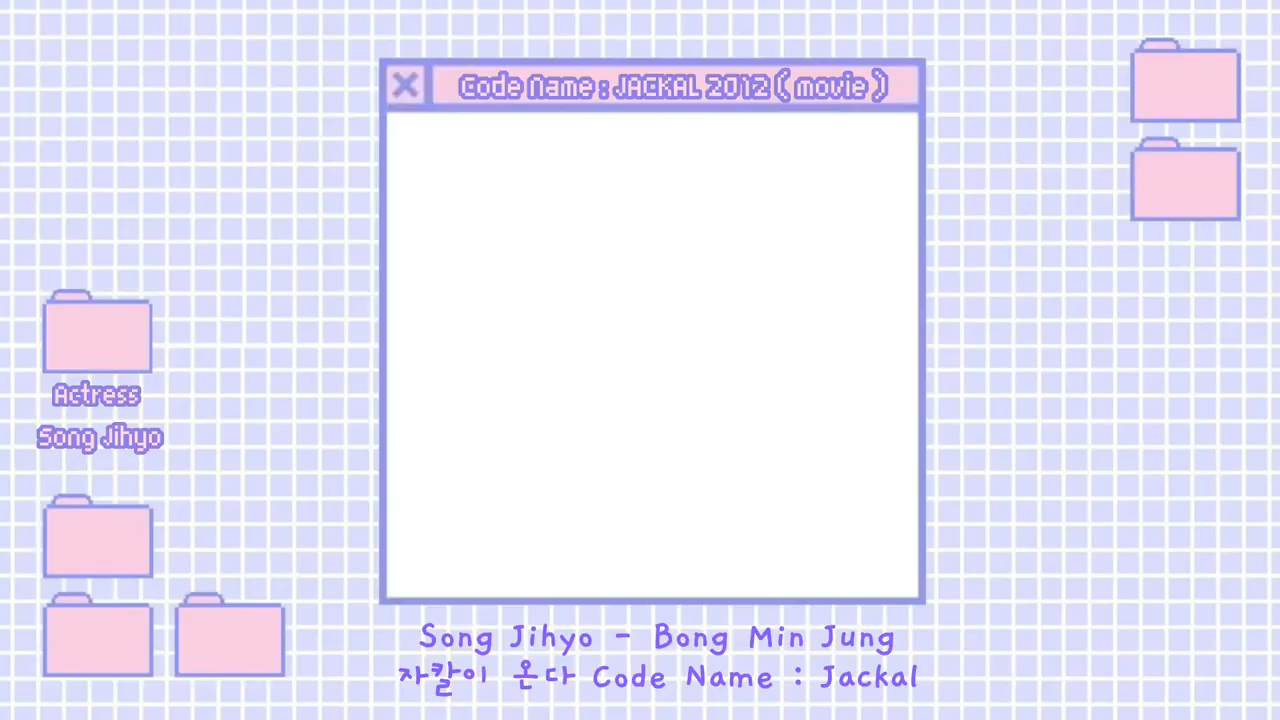 Code Name : JACKAL 2012 ( movie )
Actress
Song Jihyo
Song Jihyo - Bong Min Jung
자칼이 온다 Code Name : Jackal